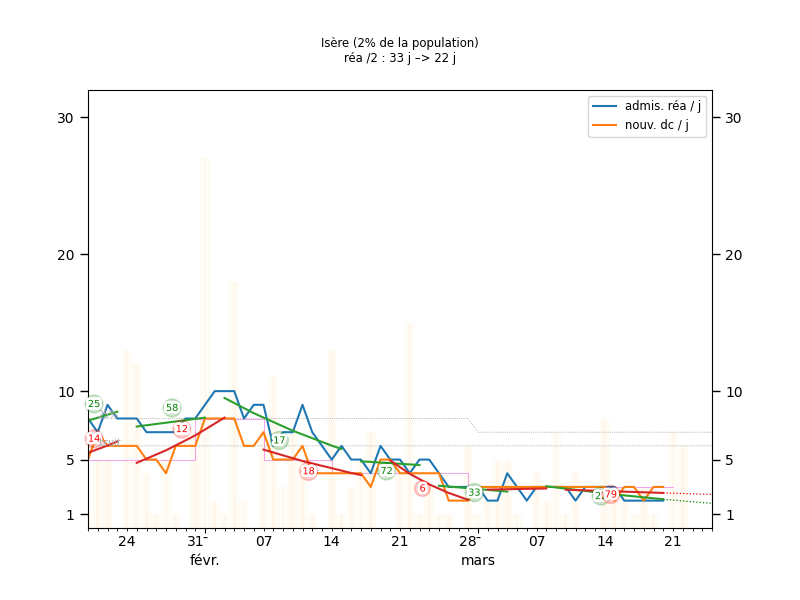 Isère (2% de la population)
réa /2 : 33 j –> 22 j
admis. réa / j
nouv. dc / j
30 30
20 20
10 10
5 5
1 1
25 58 17 72 33 79
14 12 18 6
24 31 07 14 21 28 07 14 21
févr. mars